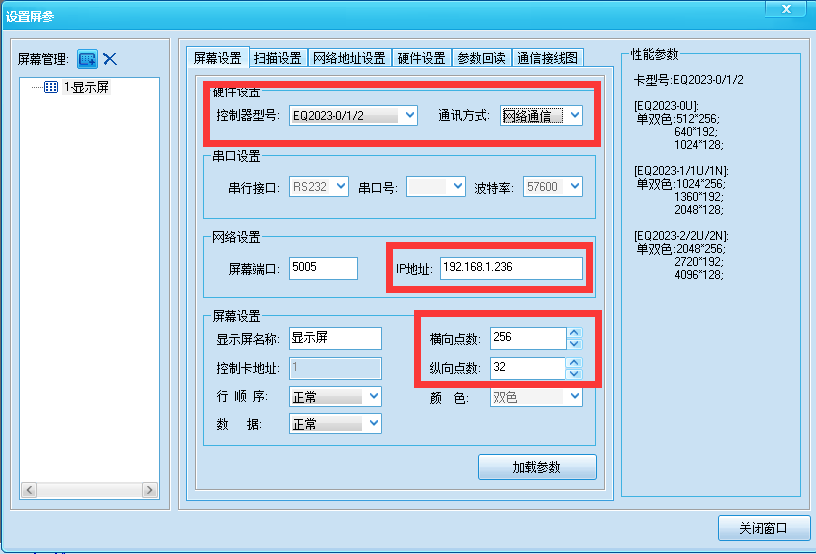 设置屏参
屏幕管理:
1·显示屏
屏幕设置 扫描设置 网络地址设置 硬件设置 参数回读 通信接线图
硬件设置
控制器型号: EQ2023-0/1/2 通讯方式: 网络通信
串口设置
串行接口: RS232 串口号: 波特率: 57600
网络设置
屏幕端口: 5005 IP地址: 192.168.1.236
屏幕设置
显示屏名称: 显示屏 横向点数: 256
控制卡地址: 1 纵向点数: 32
行 顺 序: 正常 颜 色: 双色
数 据: 正常
加载参数
性能参数
卡型号:EQ2023-0/1/2
[EQ2023-0U]:
单双色:512*256;
640*192;
1024*128;
[EQ2023-1/1U/1N]:
单双色:1024*256;
1360*192;
2048*128;
[EQ2023-2/2U/2N]:
单双色:2048*256;
2720*192;
4096*128;
关闭窗口